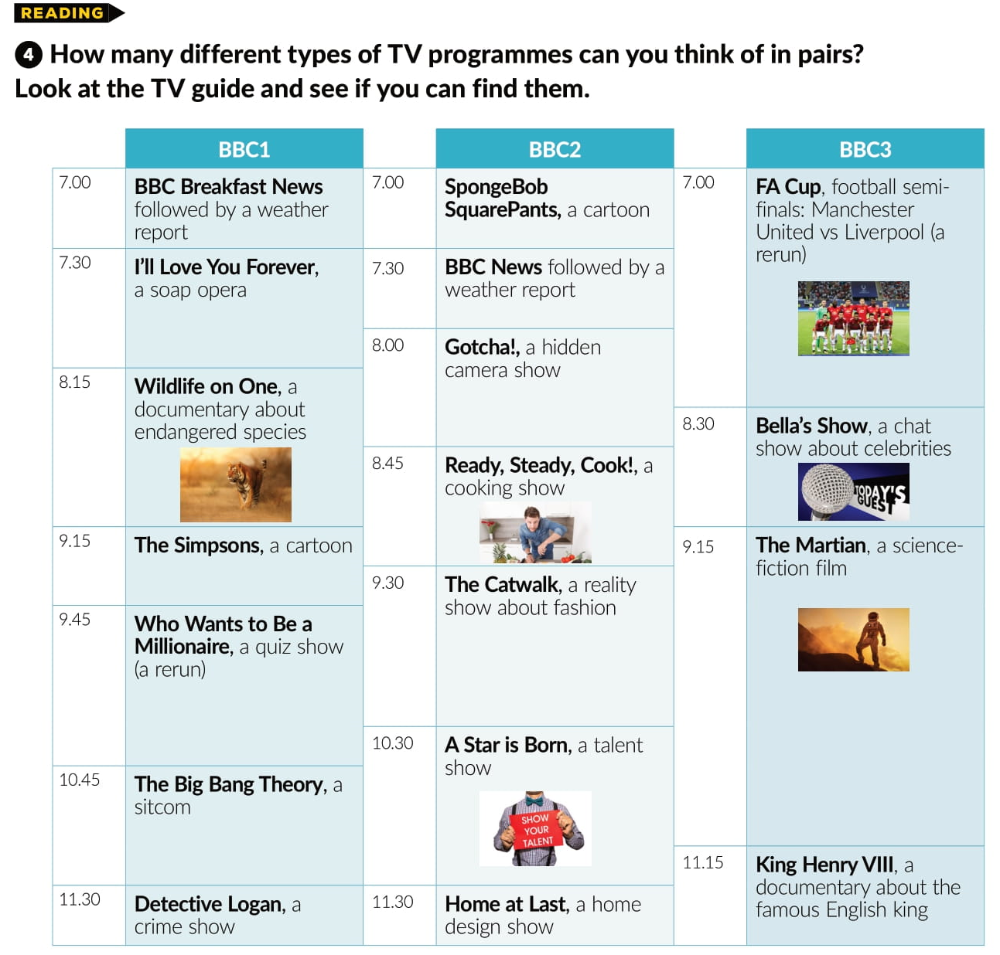 READING
4 How many different types of TV programmes can you think of in pairs?
Look at the TV guide and see if you can find them.
BBC1
7.00
BBC Breakfast News
followed by a weather
report
7.30
I'll Love You Forever,
a soap opera
8.15
Wildlife on One, a
documentary about
endangered species
9.15
The Simpsons, a cartoon
9.45
Who Wants to Be a
Millionaire, a quiz show
(a rerun)
10.45
The Big Bang Theory, a
sitcom
11.30
Detective Logan, a
crime show
BBC2
7.00
SpongeBob
SquarePants, a cartoon
7.30
BBC News followed by a
weather report
8.00
Gotcha!, a hidden
camera show
8.45
Ready, Steady, Cook!, a
cooking show
9.30
The Catwalk, a reality
show about fashion
10.30
A Star is Born, a talent
show
SHOW
YOUR
TALENT
11.30
Home at Last, a home
design show
BBC3
7.00
FA Cup, football semi-
finals: Manchester
United vs Liverpool (a
rerun)
8.30
Bella's Show, a chat
show about celebrities
TODAY'S
GUEST
9.15
The Martian, a science-
fiction film
11.15
King Henry VIII, a
documentary about the
famous English king